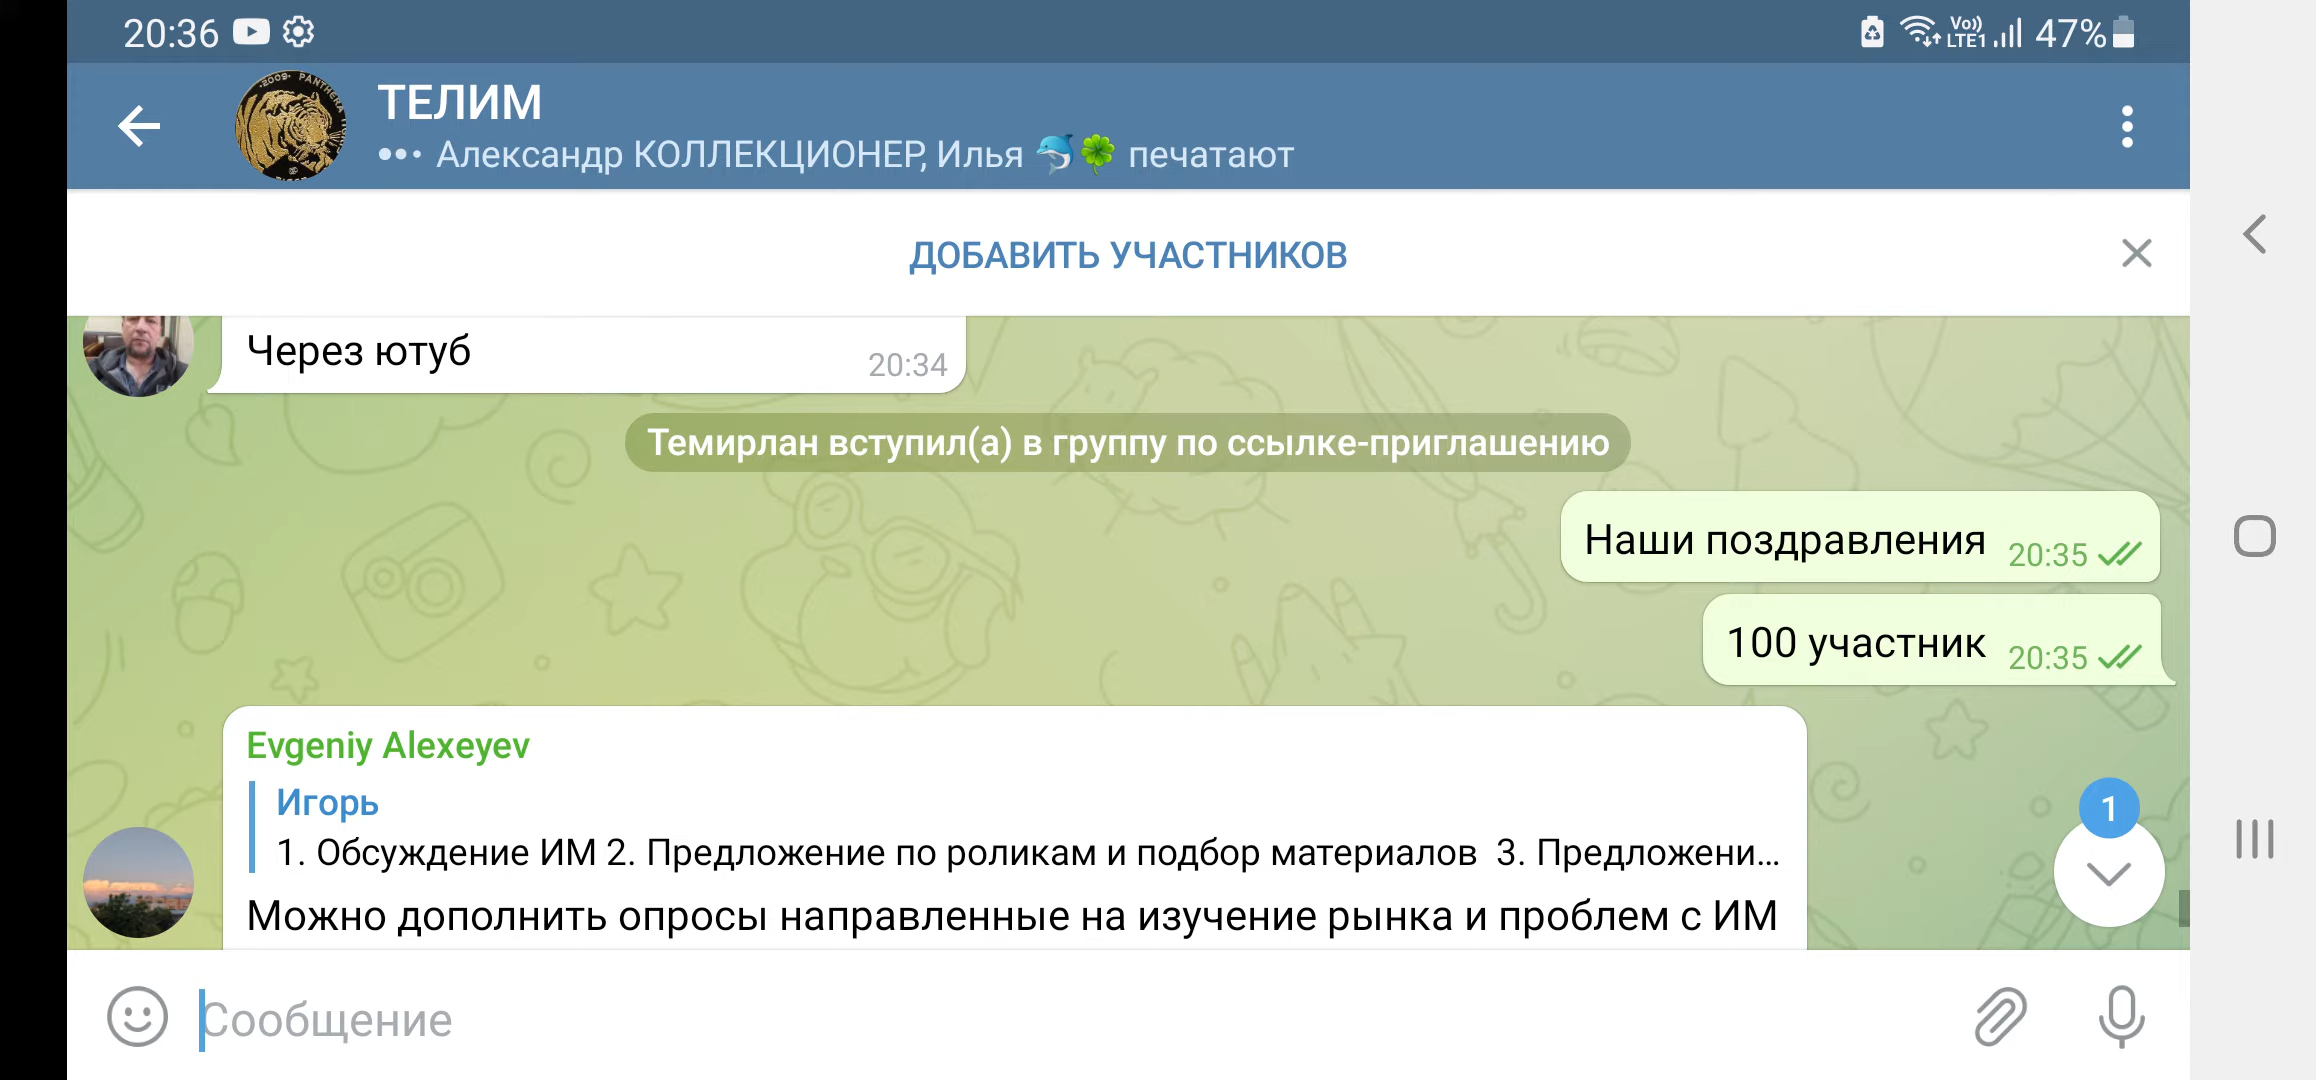 20:36
Vo)) LTE1 47%
ТЕЛИМ
Александр КОЛЛЕКЦИОНЕР, Илья 🐬🍀 печатают
ДОБАВИТЬ УЧАСТНИКОВ
Через ютуб 20:34
Темирлан вступил(а) в группу по ссылке-приглашению
Наши поздравления 20:35
100 участник 20:35
Evgeniy Alexeyev
Игорь
1. Обсуждение ИМ 2. Предложение по роликам и подбор материалов 3. Предложени...
1
Можно дополнить опросы направленные на изучение рынка и проблем с ИМ
Сообщение